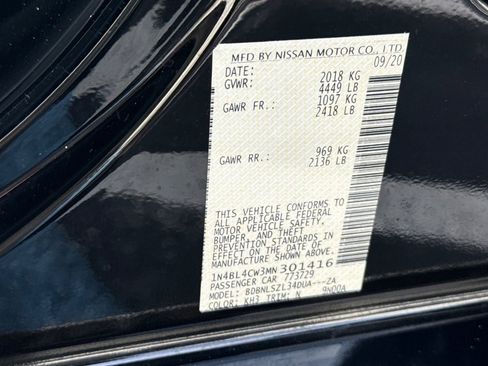 MFD BY NISSAN MOTOR CO., LTD.
DATE: 09/20
GVWR: 2018 KG
4449 LB
GAWR FR.: 1097 KG
2418 LB
GAWR RR.: 969 KG
2136 LB
THIS VEHICLE CONFORMS TO
ALL APPLICABLE FEDERAL
MOTOR VEHICLE SAFETY,
BUMPER, AND THEFT
PREVENTION STANDARDS IN
EFFECT ON THE DATE OF
MANUFACTURE SHOWN ABOVE.
1N4BL4CW3MN301416
PASSENGER CAR 773729
MODEL: BDBNLSZL34DUA---ZA
COLOR: KH3 TRIM: N 9N00A